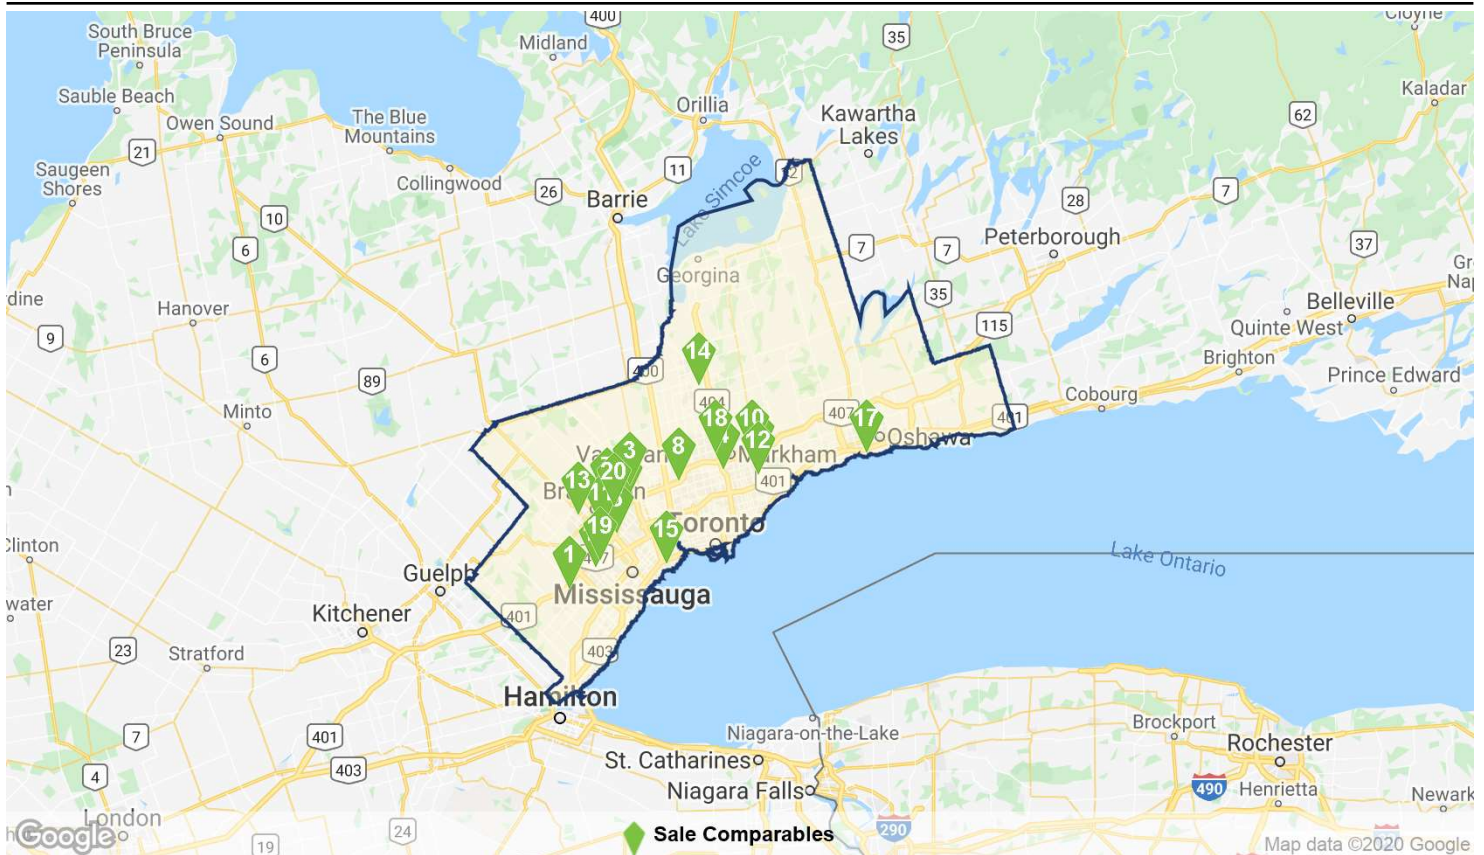 400
Cloyne
South Bruce
Peninsula
Midland
35
Sauble Beach
Kaladar
Owen Sound
The Blue
Mountains
Orillia
Kawartha
Lakes
62
21
Saugeen
Shores
Collingwood
11
12
26
Lake Simcoe
Barrie
7
28
10
6
7
7
Peterborough
37
Georgina
Hanover
35
Belleville
9
115
Quinte West
6
14
Brighton
400
89
Prince Edward
Minto
404
Cobourg
18
10
407
17
401
Oshawa
4
12
8
Markham
3
13
20
401
19
15
Toronto
Clinton
1
407
Lake Ontario
Guelph
Mississauga
Kitchener
401
23
Stratford
403
Hamilton
Niagara-on-the-Lake
Brockport
7
401
Rochester
403
St. Catharines
4
Niagara Falls
490
Henrietta
Newark
London
24
290
Sale Comparables
Google
19
Map data ©2020 Google